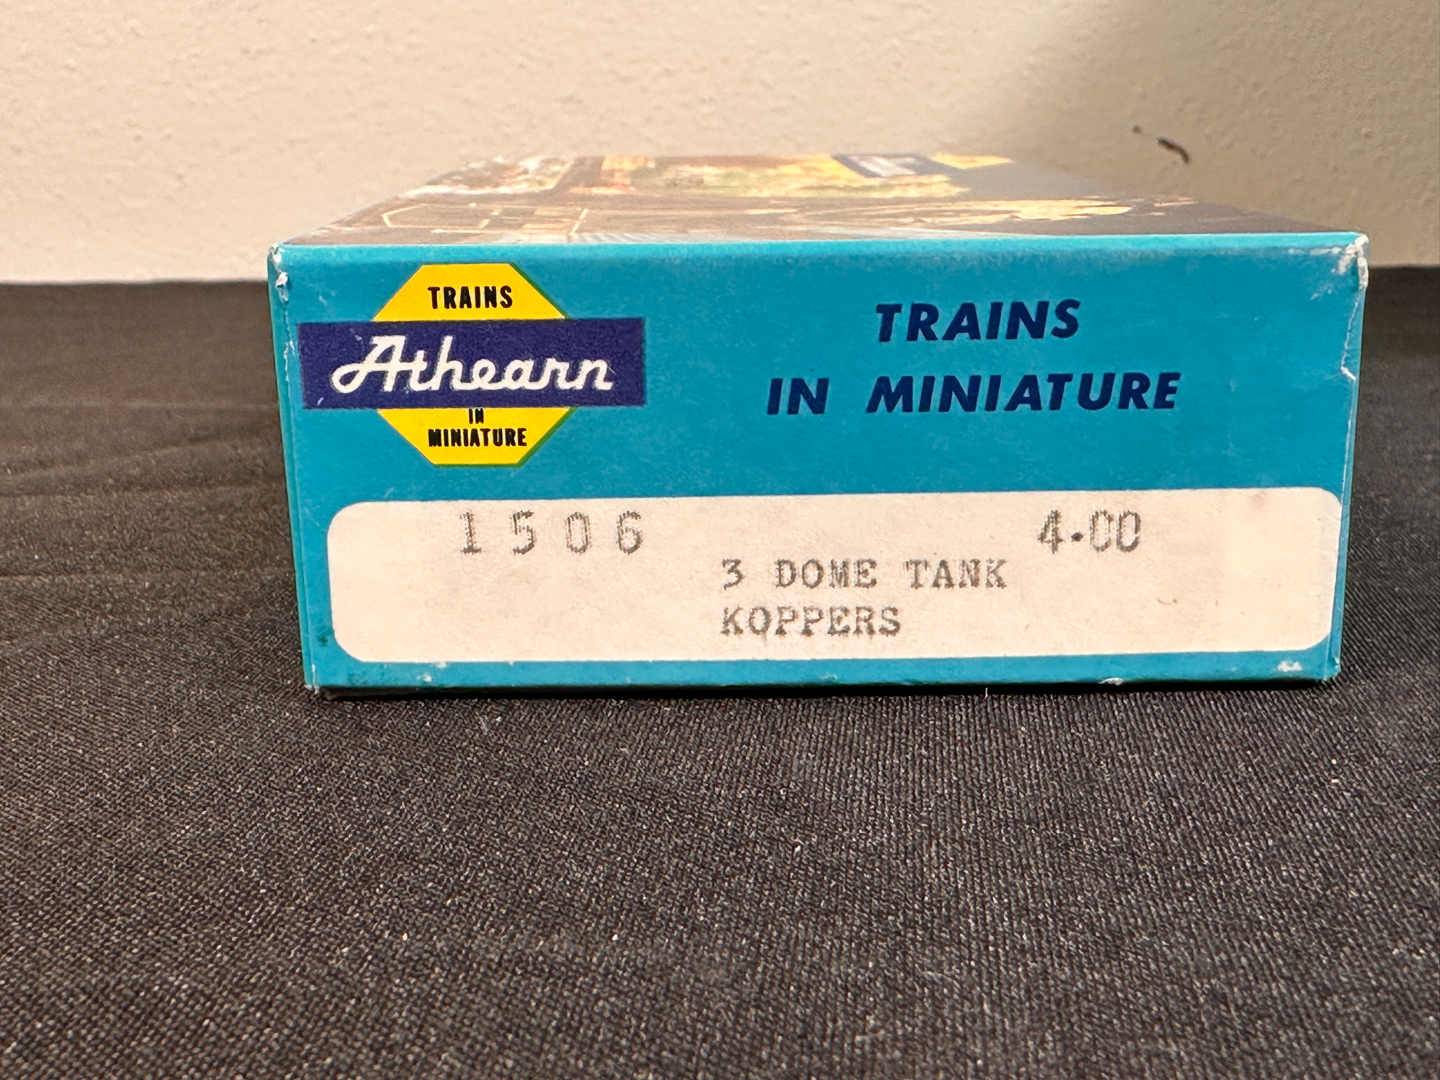 TRAINS
Athearn
IN
MINIATURE
TRAINS
IN MINIATURE
1506 4.00
3 DOME TANK
KOPPERS